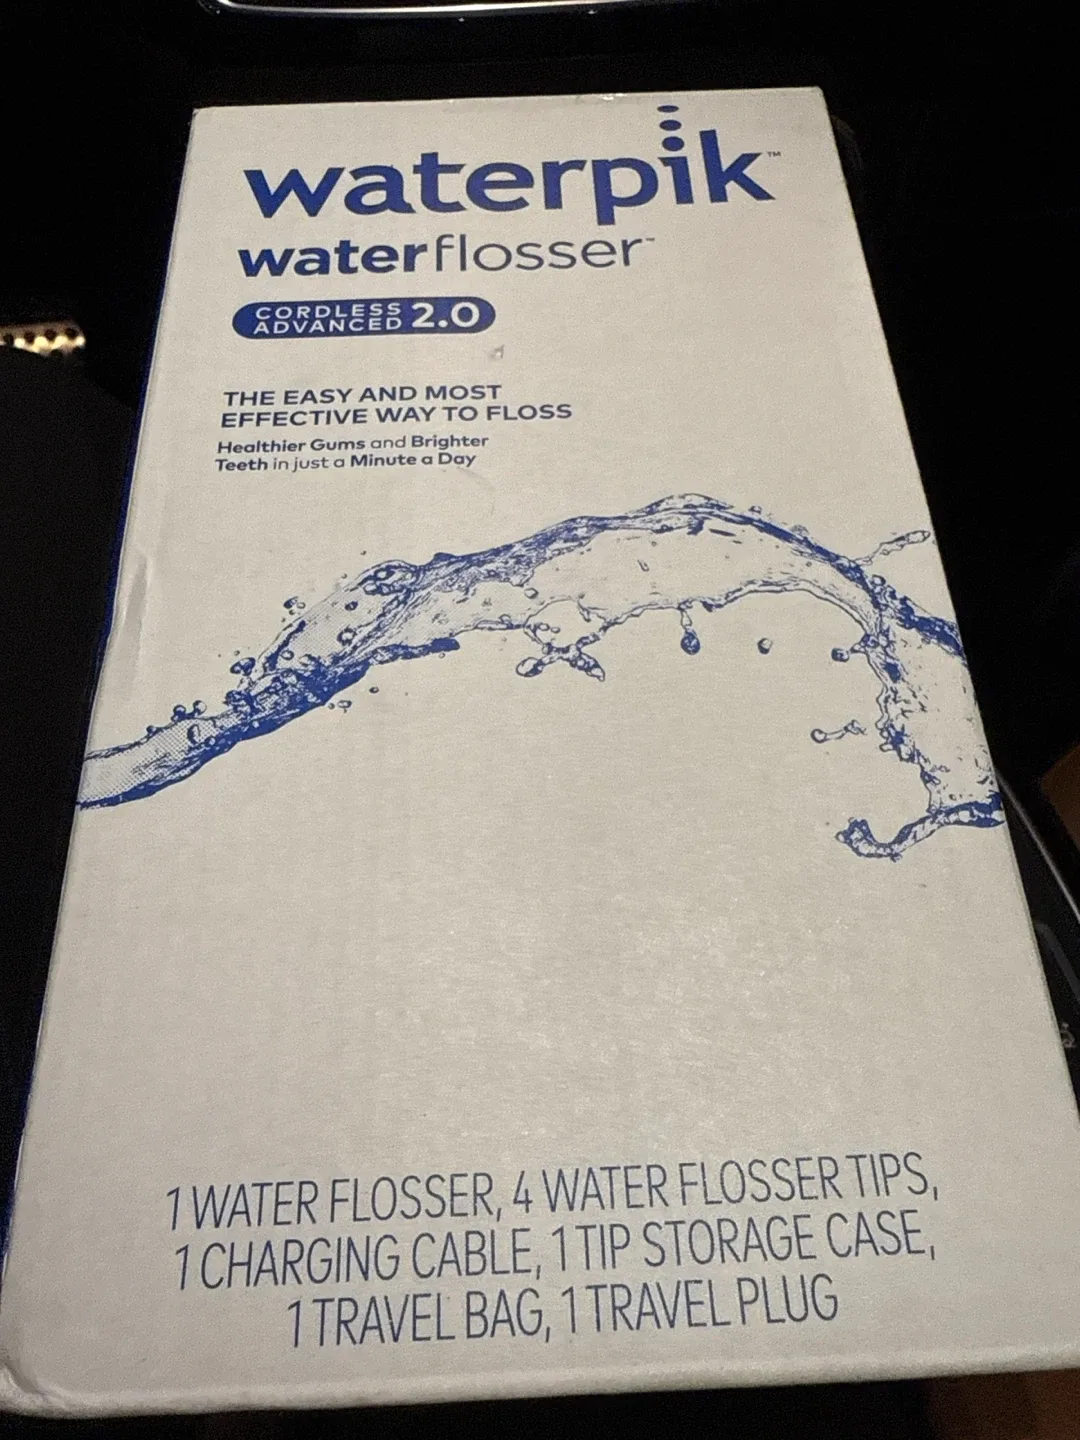 waterpik™
waterflosser™
CORDLESS
ADVANCED 2.0
THE EASY AND MOST
EFFECTIVE WAY TO FLOSS
Healthier Gums and Brighter
Teeth in just a Minute a Day
1 WATER FLOSSER, 4 WATER FLOSSER TIPS,
1 CHARGING CABLE, 1 TIP STORAGE CASE,
1 TRAVEL BAG, 1 TRAVEL PLUG